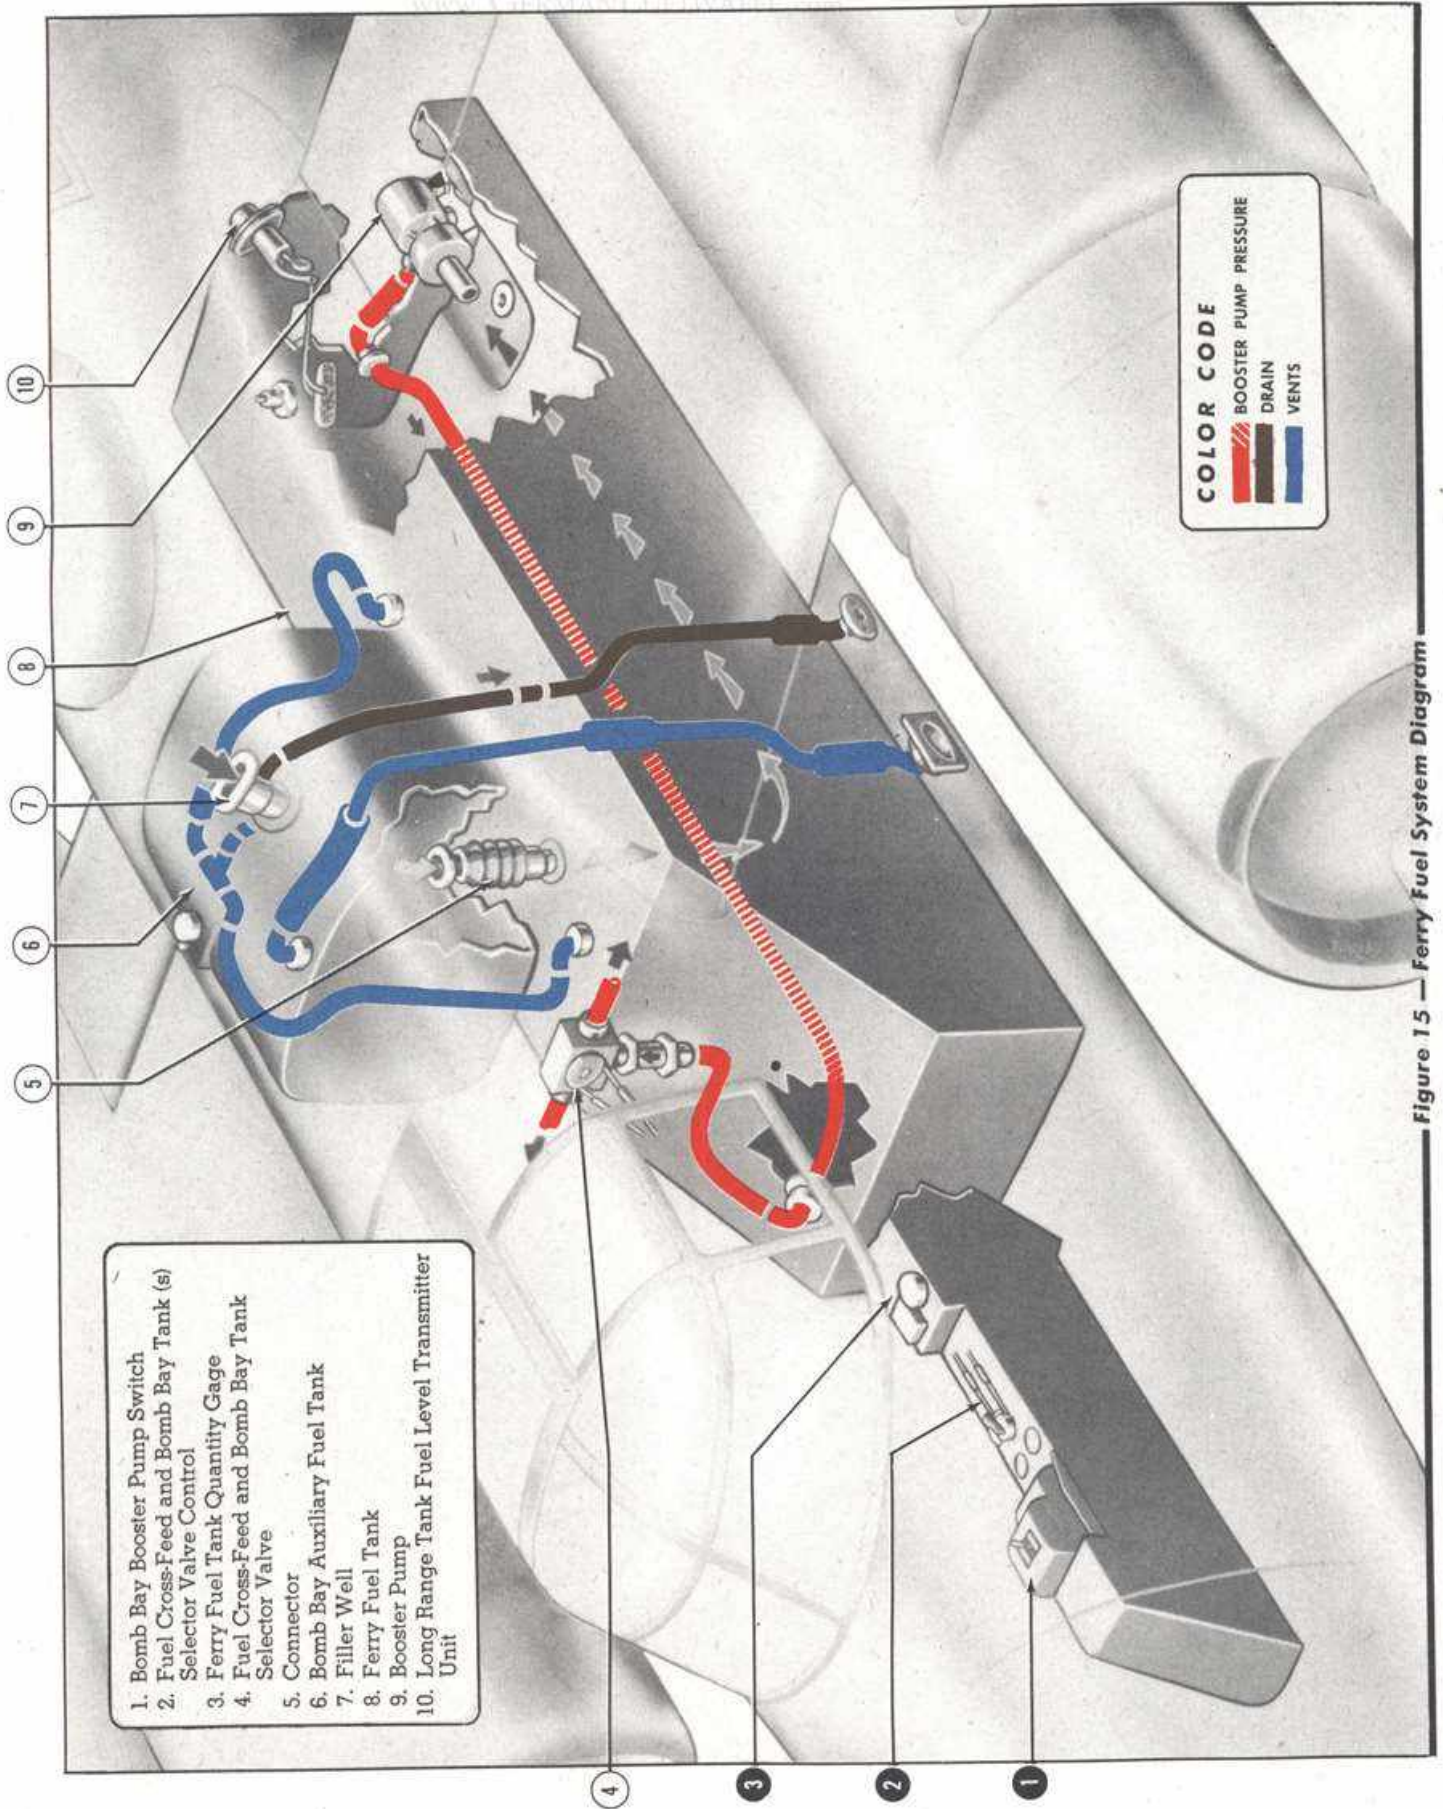 1. Bomb Bay Booster Pump Switch
2. Fuel Cross-Feed and Bomb Bay Tank (s)
Selector Valve Control
3. Ferry Fuel Tank Quantity Gage
4. Fuel Cross-Feed and Bomb Bay Tank
Selector Valve
5. Connector
6. Bomb Bay Auxiliary Fuel Tank
7. Filler Well
8. Ferry Fuel Tank
9. Booster Pump
10. Long Range Tank Fuel Level Transmitter
Unit
5
6
7
8
9
10
4
3
2
1
COLOR CODE
BOOSTER PUMP PRESSURE
DRAIN
VENTS
Figure 15 — Ferry Fuel System Diagram